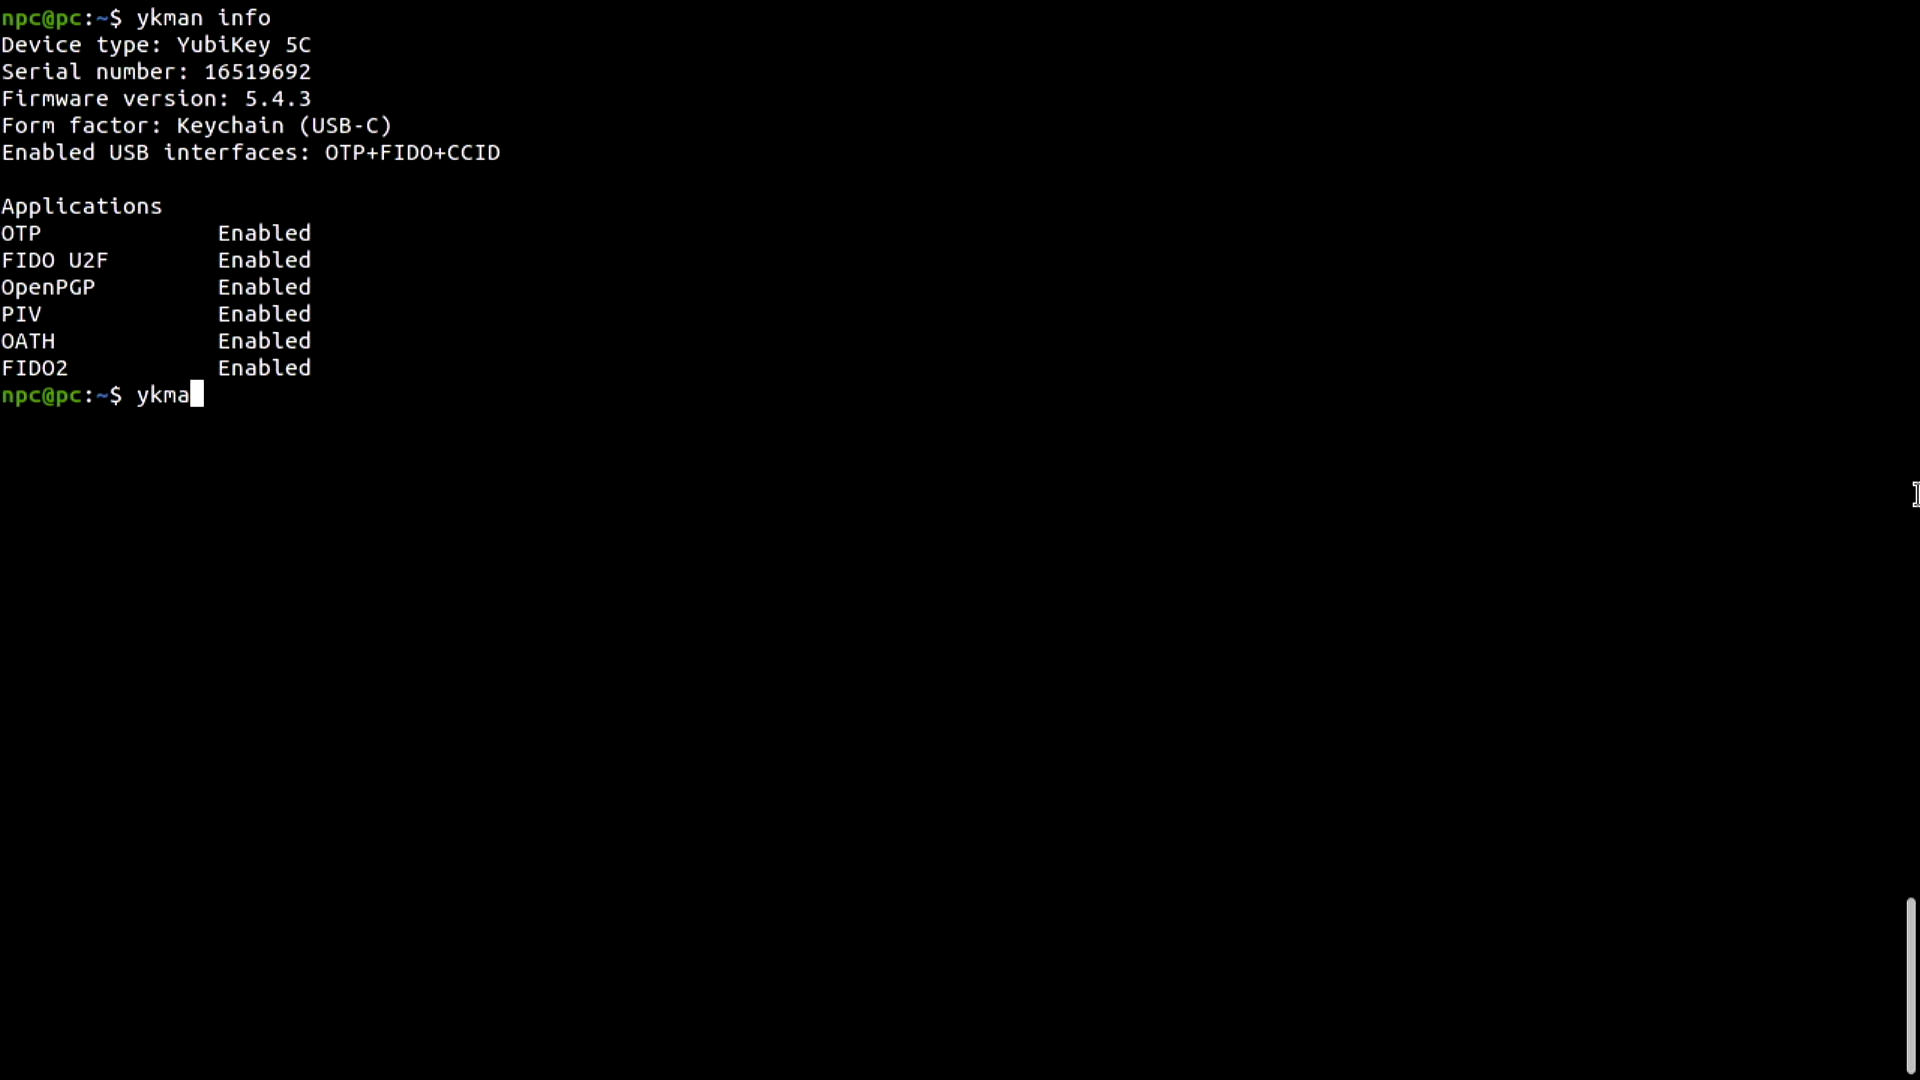 npc@pc:~$ ykman info
Device type: YubiKey 5C
Serial number: 16519692
Firmware version: 5.4.3
Form factor: Keychain (USB-C)
Enabled USB interfaces: OTP+FIDO+CCID
Applications
OTP Enabled
FIDO U2F Enabled
OpenPGP Enabled
PIV Enabled
OATH Enabled
FIDO2 Enabled
npc@pc:~$ ykma